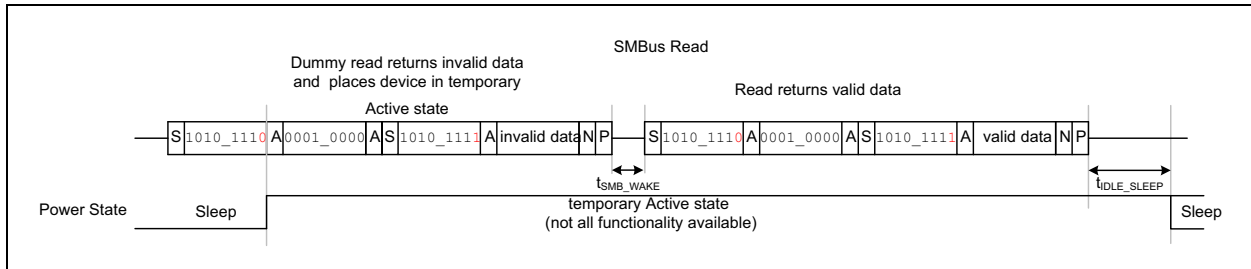 SMBus Read
Dummy read returns invalid data
and places device in temporary
Active state
Read returns valid data
S 1010_1110 A 0001_0000 A S 1010_1111 A invalid data N P S 1010_1110 A 0001_0000 A S 1010_1111 A valid data N P
tSMB_WAKE tIDLE_SLEEP
Power State Sleep temporary Active state Sleep
(not all functionality available)